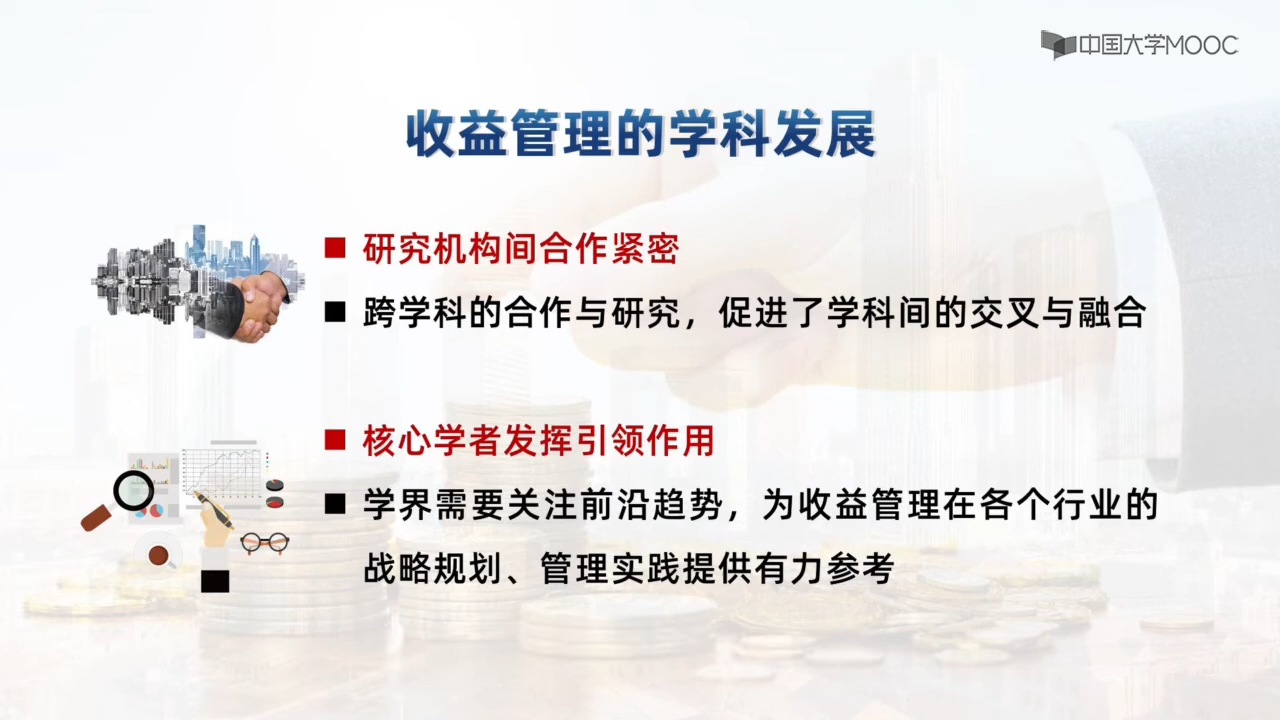 中国大学MOOC
收益管理的学科发展
研究机构间合作紧密
跨学科的合作与研究，促进了学科间的交叉与融合
核心学者发挥引领作用
学界需要关注前沿趋势，为收益管理在各个行业的
战略规划、管理实践提供有力参考